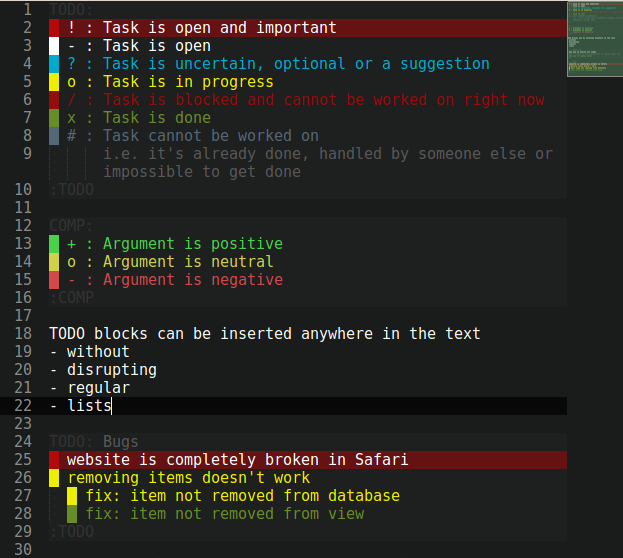 1 TODO:
2 ! : Task is open and important
3 - : Task is open
4 ? : Task is uncertain, optional or a suggestion
5 o : Task is in progress
6 / : Task is blocked and cannot be worked on right now
7 x : Task is done
8 # : Task cannot be worked on
9 i.e. it's already done, handled by someone else or
impossible to get done
10 :TODO
11
12 COMP:
13 + : Argument is positive
14 o : Argument is neutral
15 - : Argument is negative
16 :COMP
17
18 TODO blocks can be inserted anywhere in the text
19 - without
20 - disrupting
21 - regular
22 - lists
23
24 TODO: Bugs
25 website is completely broken in Safari
26 removing items doesn't work
27 fix: item not removed from database
28 fix: item not removed from view
29 :TODO
30